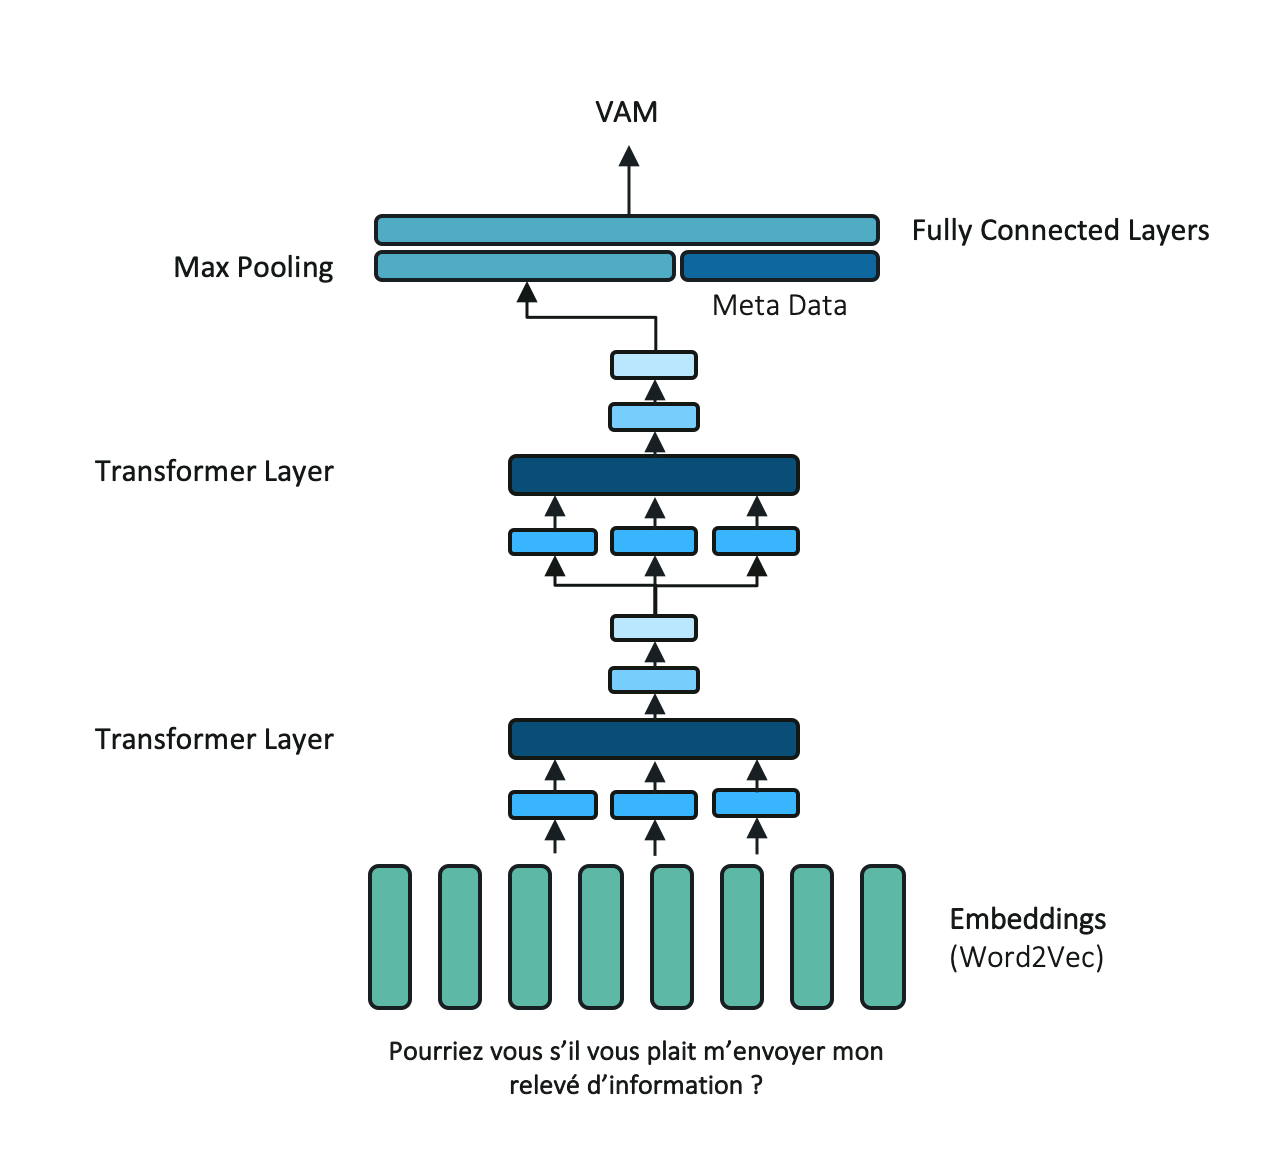 VAM
Fully Connected Layers
Max Pooling
Meta Data
Transformer Layer
Transformer Layer
Embeddings
(Word2Vec)
Pourriez vous s’il vous plait m’envoyer mon
relevé d’information ?